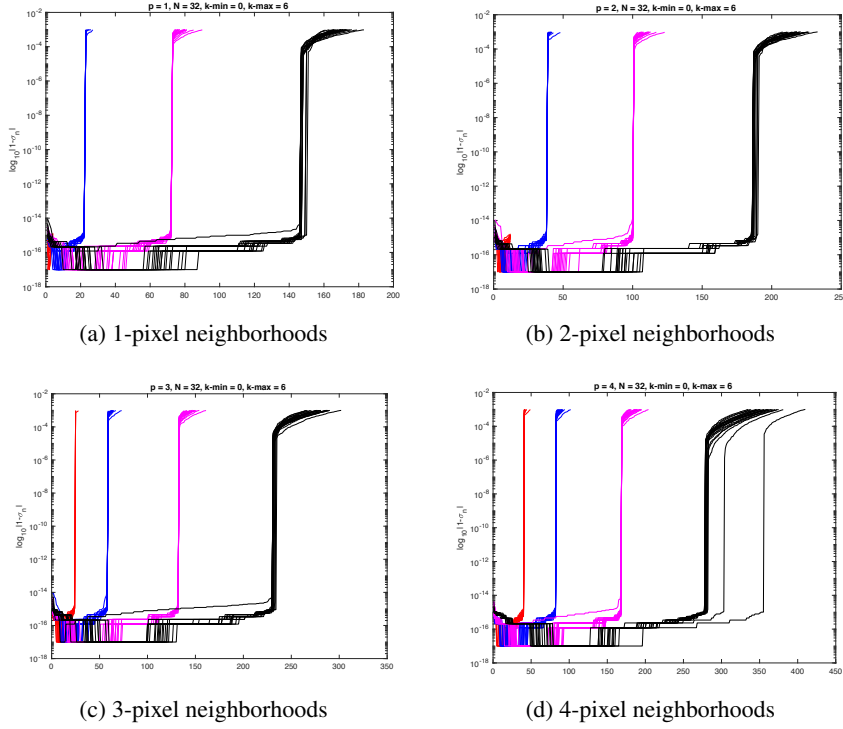 p = 1, N = 32, k-min = 0, k-max = 6
log10|1-σn|
10^-2
10^-4
10^-6
10^-8
10^-10
10^-12
10^-14
10^-16
10^-18
0 20 40 60 80 100 120 140 160 180 200
(a) 1-pixel neighborhoods
p = 2, N = 32, k-min = 0, k-max = 6
log10|1-σn|
10^-2
10^-4
10^-6
10^-8
10^-10
10^-12
10^-14
10^-16
10^-18
0 50 100 150 200 25
(b) 2-pixel neighborhoods
p = 3, N = 32, k-min = 0, k-max = 6
log10|1-σn|
10^-2
10^-4
10^-6
10^-8
10^-10
10^-12
10^-14
10^-16
10^-18
0 50 100 150 200 250 300 350
(c) 3-pixel neighborhoods
p = 4, N = 32, k-min = 0, k-max = 6
log10|1-σn|
10^-2
10^-4
10^-6
10^-8
10^-10
10^-12
10^-14
10^-16
10^-18
0 50 100 150 200 250 300 350 400 450
(d) 4-pixel neighborhoods